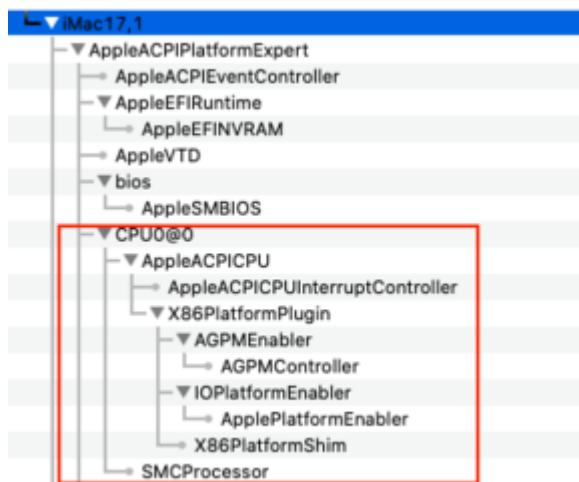 iMac17,1
AppleACPIPlatformExpert
AppleACPIEventController
AppleEFIRuntime
AppleEFINVRAM
AppleVTD
bios
AppleSMBIOS
CPU0@0
AppleACPICPU
AppleACPICPUInterruptController
X86PlatformPlugin
AGPMEnabler
AGPMController
IOPlatformEnabler
ApplePlatformEnabler
X86PlatformShim
SMCProcessor